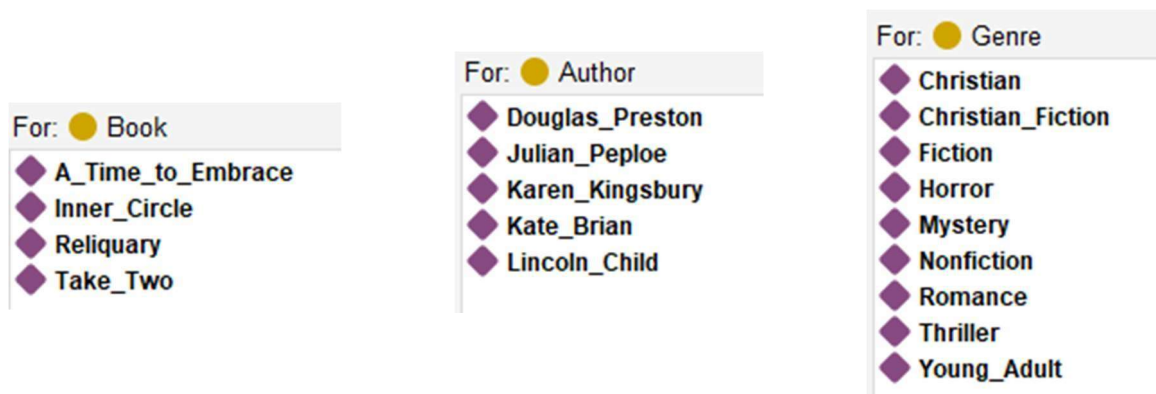 For: Book
A_Time_to_Embrace
Inner_Circle
Reliquary
Take_Two
For: Author
Douglas_Preston
Julian_Peploe
Karen_Kingsbury
Kate_Brian
Lincoln_Child
For: Genre
Christian
Christian_Fiction
Fiction
Horror
Mystery
Nonfiction
Romance
Thriller
Young_Adult